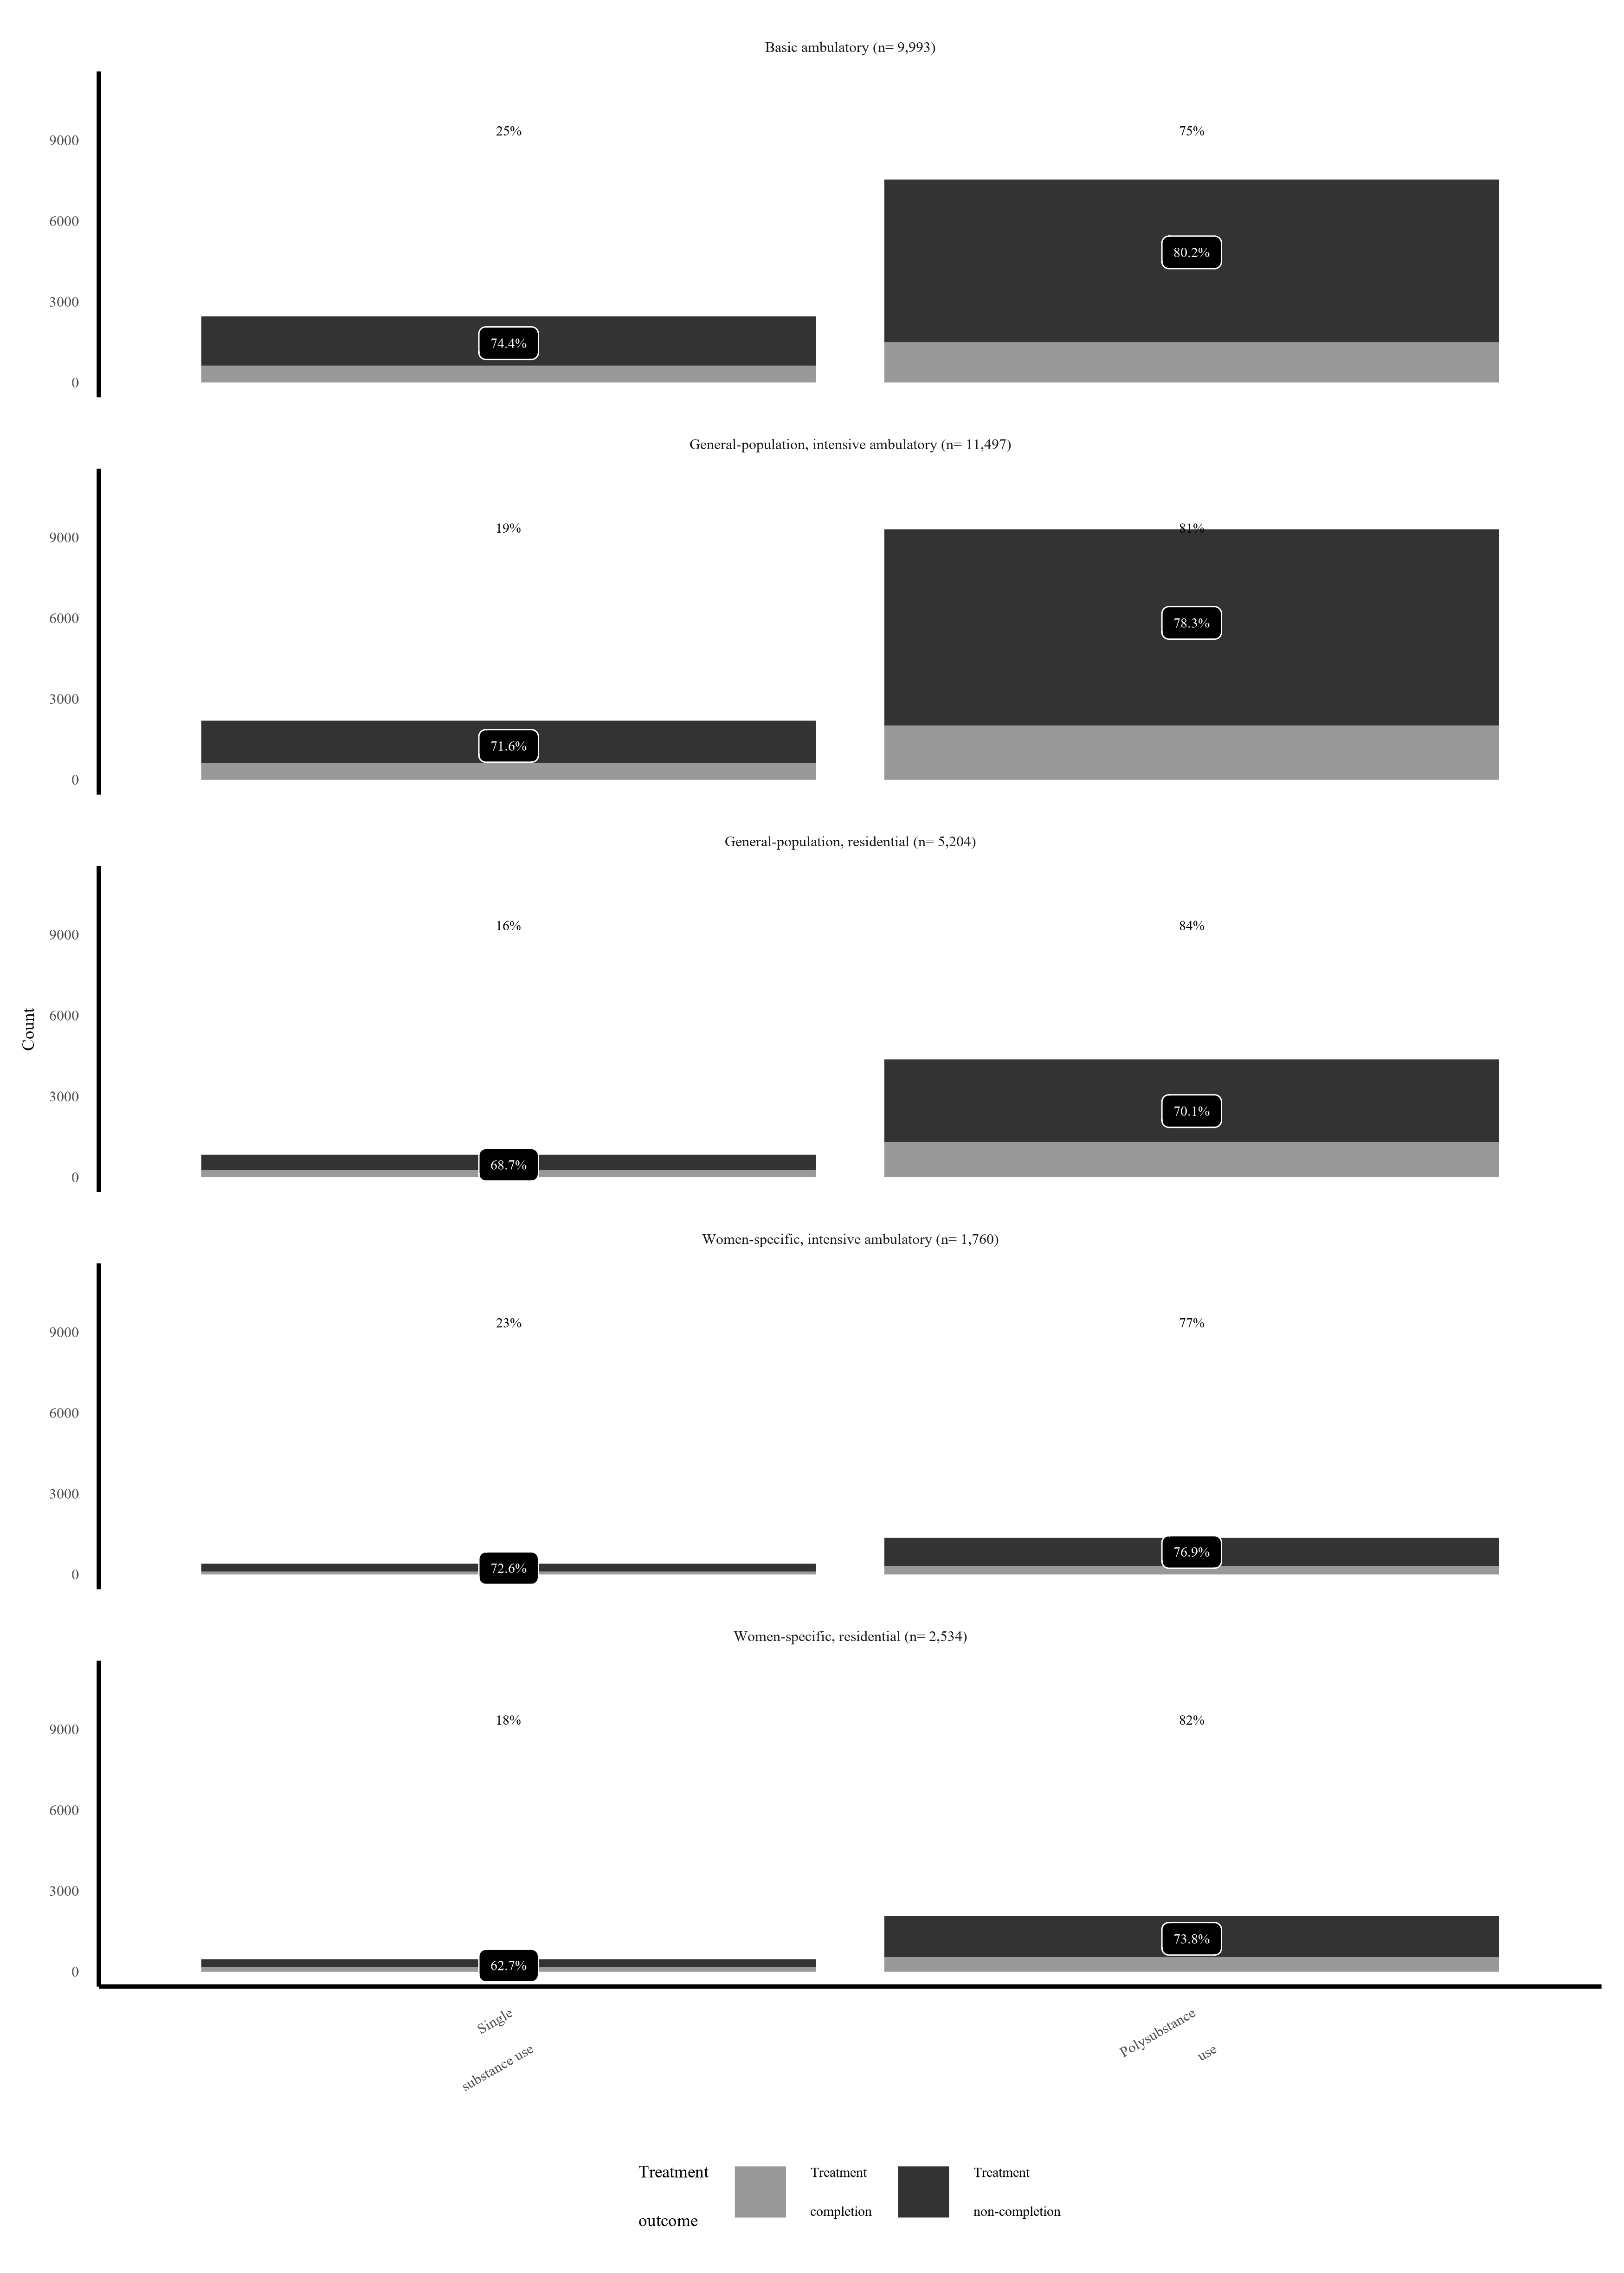 Basic ambulatory (n= 9,993)
25%
75%
9000
6000
3000
0
74.4%
80.2%
General-population, intensive ambulatory (n= 11,497)
19%
81%
9000
6000
3000
0
71.6%
78.3%
General-population, residential (n= 5,204)
16%
84%
9000
6000
3000
0
68.7%
70.1%
Count
Women-specific, intensive ambulatory (n= 1,760)
23%
77%
9000
6000
3000
0
72.6%
76.9%
Women-specific, residential (n= 2,534)
18%
82%
9000
6000
3000
0
62.7%
73.8%
Single
substance use
Polysubstance
use
Treatment
outcome
Treatment
completion
Treatment
non-completion